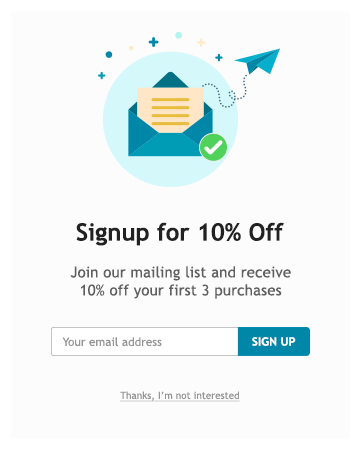 Signup for 10% Off
Join our mailing list and receive
10% off your first 3 purchases
Your email address
SIGN UP
Thanks, I'm not interested